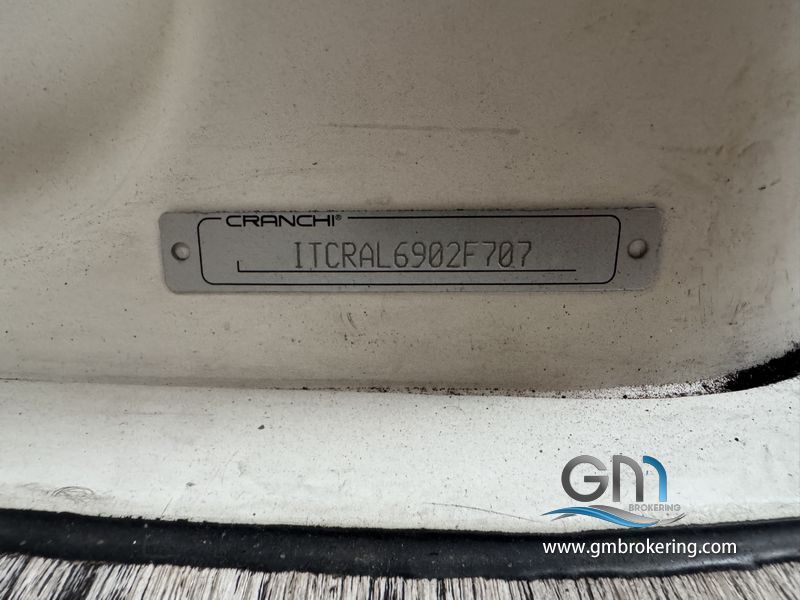 CRANCHI®
ITCRAL6902F707
GM
BROKERING
www.gmbrokering.com